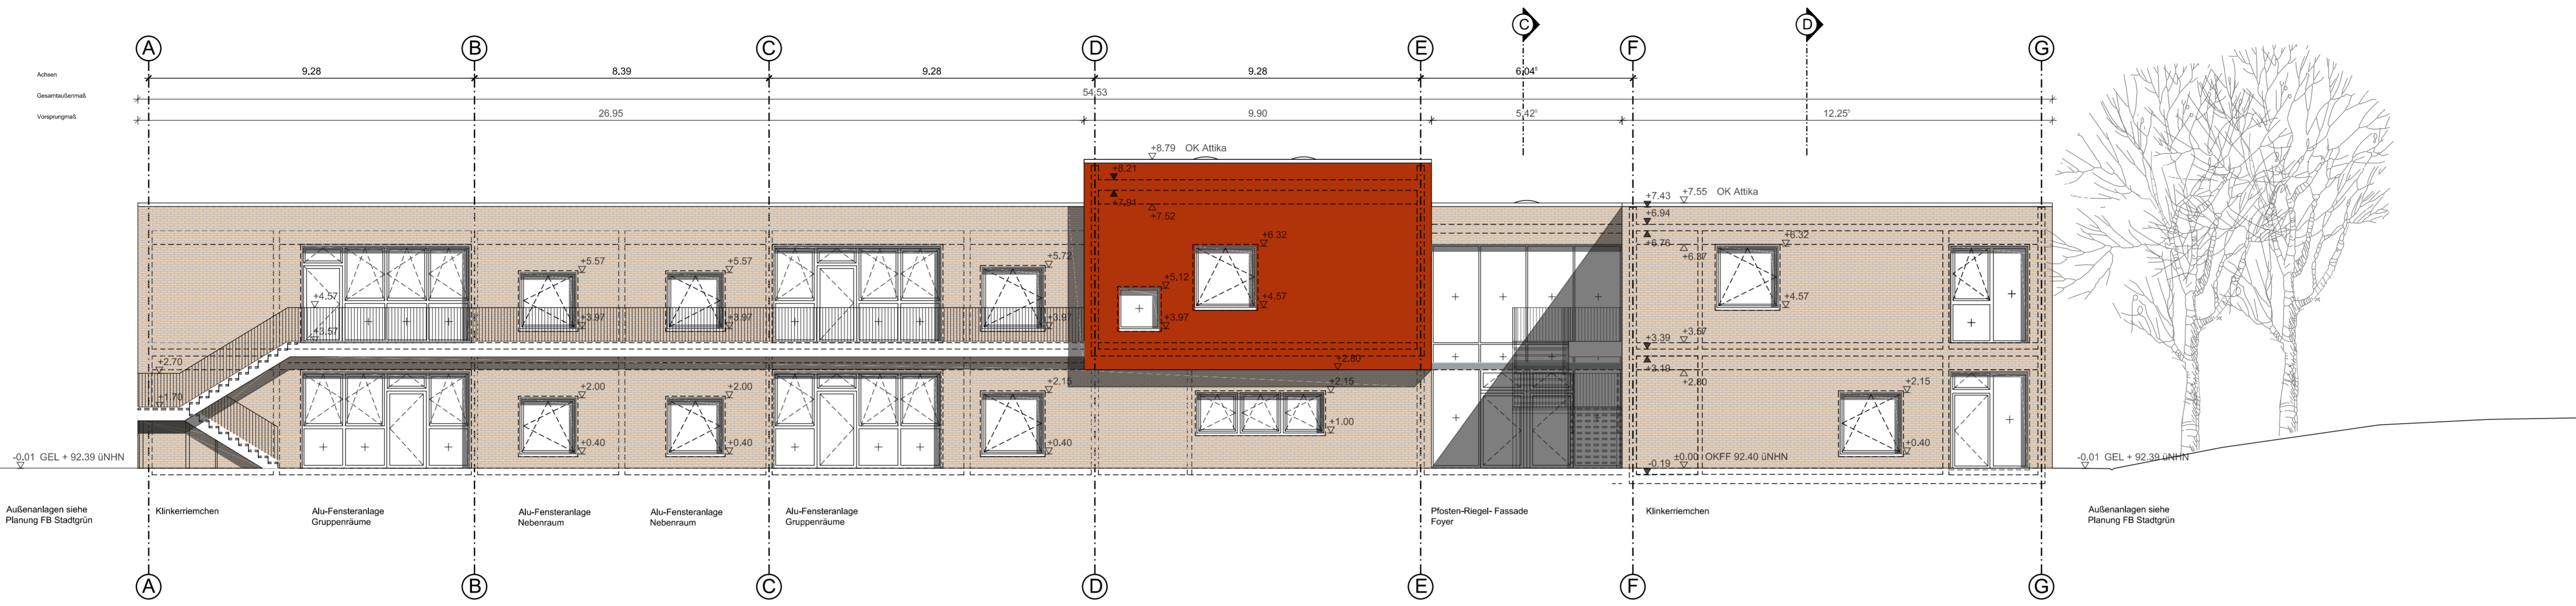 C D
A B C D E F G
Achsen 9.28 8.39 9.28 9.28 6.04⁵
Gesamtaußenmaß 54.53
Vorsprungmaß 26.95 9.90 5.42⁵ 12.25⁵
+8.79 OK Attika
+8.21
+7.91
+7.52
+7.43 +7.55 OK Attika
+6.94
+6.76
+6.37
+6.32 +6.32
+5.57 +5.57 +5.72 +5.12
+4.57 +4.57 +4.57
+3.97 +3.97 +3.97 +3.97
+3.57 +3.57
+3.39
+3.19
+2.80 +2.80
+2.70
+2.00 +2.00 +2.15 +2.15 +2.15
+1.70
+1.00
+0.40 +0.40 +0.40 +0.40
-0.01 GEL + 92.39 üNHN -0.19 ±0.00 OKFF 92.40 üNHN -0.01 GEL + 92.39 üNHN
Außenanlagen siehe
Planung FB Stadtgrün
Klinkerriemchen
Alu-Fensteranlage
Gruppenräume
Alu-Fensteranlage
Nebenraum
Alu-Fensteranlage
Nebenraum
Alu-Fensteranlage
Gruppenräume
Pfosten-Riegel- Fassade
Foyer
Klinkerriemchen
Außenanlagen siehe
Planung FB Stadtgrün
A B C D E F G